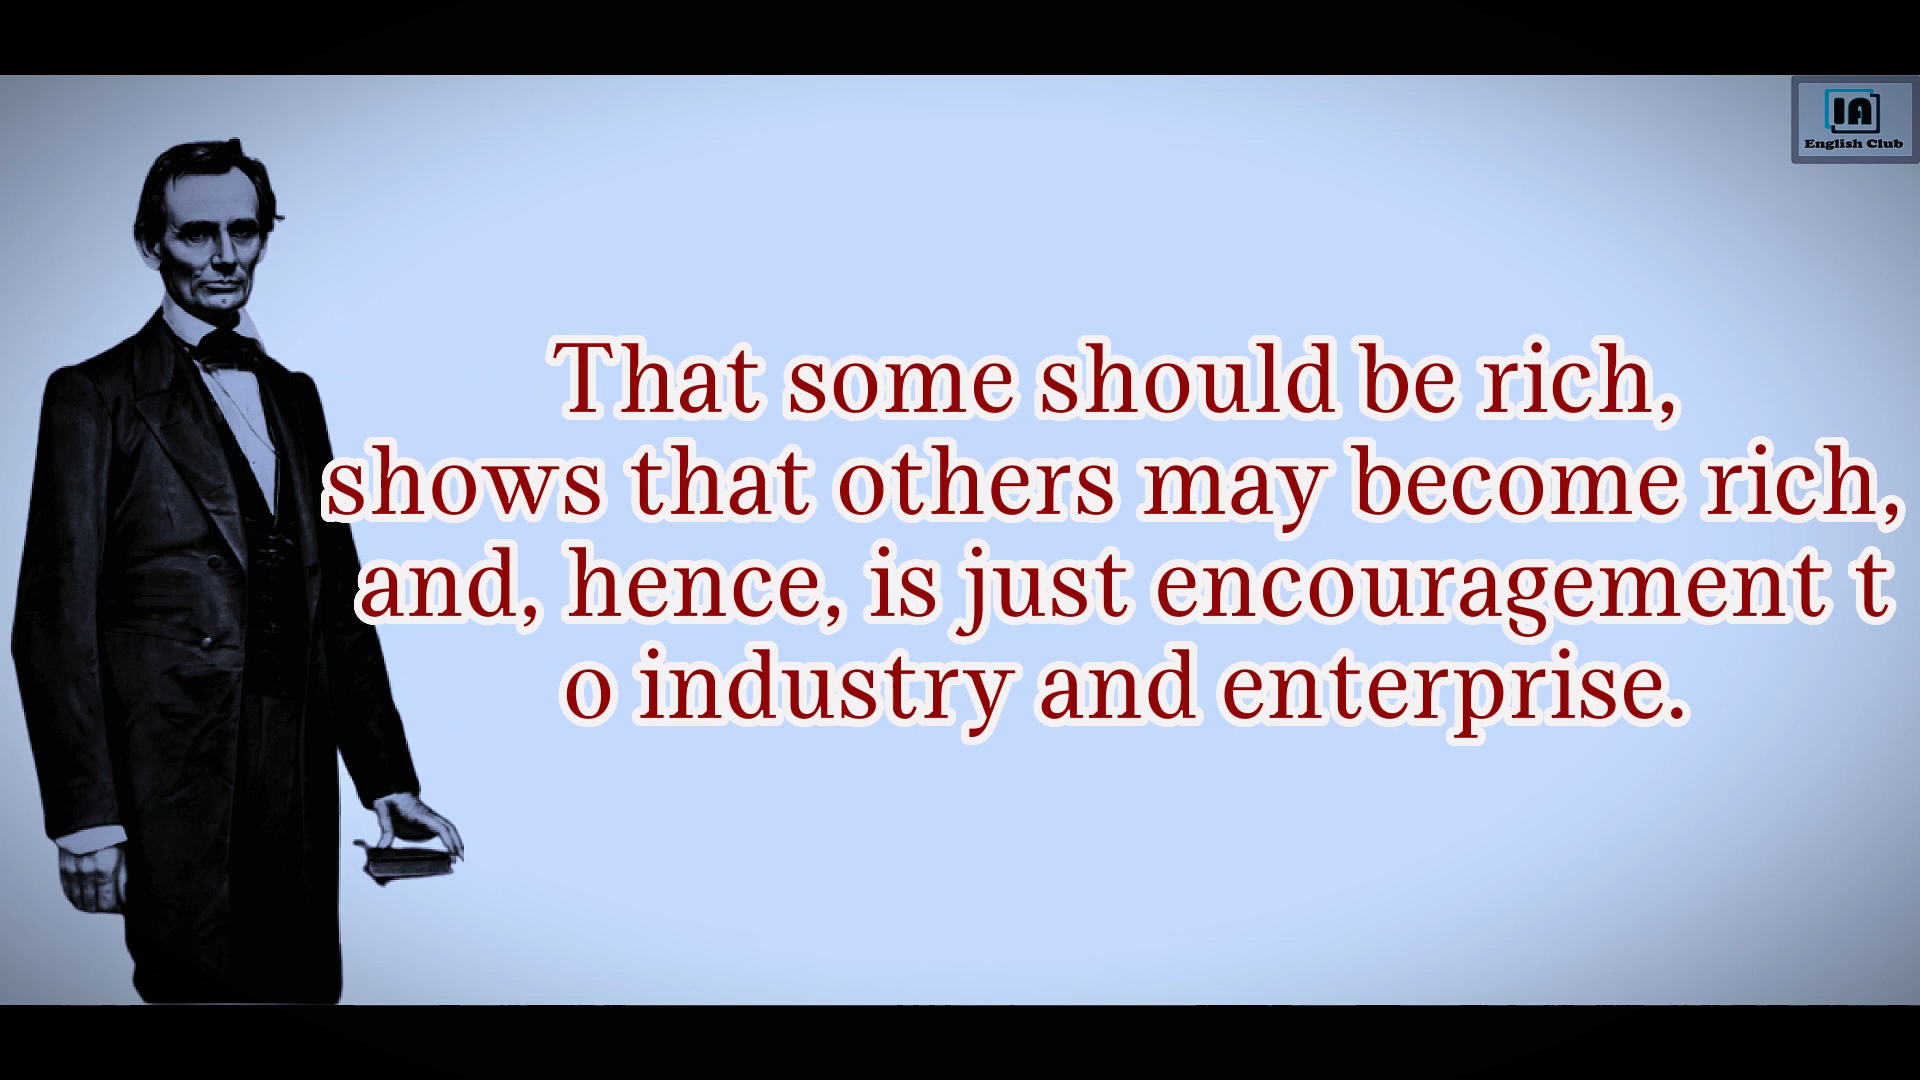 IA
English Club
That some should be rich,
shows that others may become rich,
and, hence, is just encouragement t
o industry and enterprise.